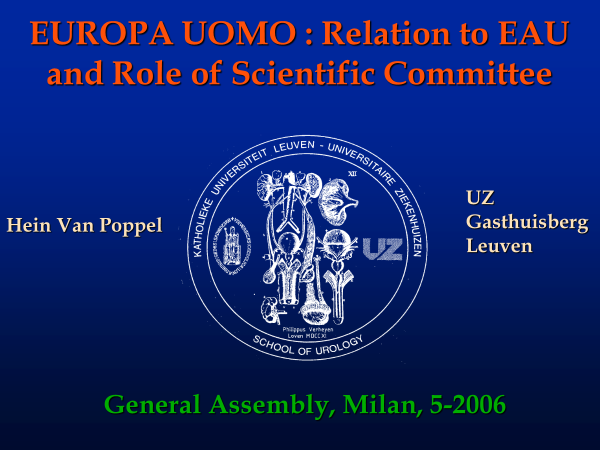 EUROPA UOMO : Relation to EAU
and Role of Scientific Committee
KATHOLIEKE UNIVERSITEIT LEUVEN - UNIVERSITAIRE ZIEKENHUIZEN
XII
Hein Van Poppel
UZ
UZ
Gasthuisberg
Leuven
Philippus Verheyen
Loven MDCCXI
SCHOOL OF UROLOGY
General Assembly, Milan, 5-2006